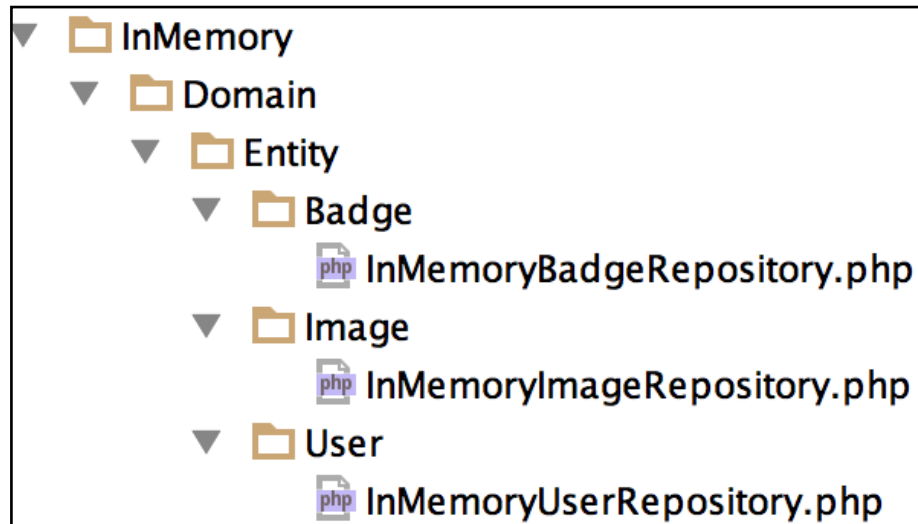 InMemory
Domain
Entity
Badge
php InMemoryBadgeRepository.php
Image
php InMemoryImageRepository.php
User
php InMemoryUserRepository.php